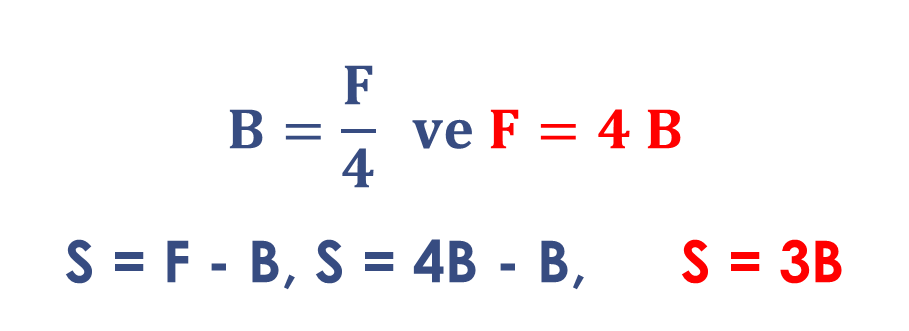 B = F/4 ve F = 4 B
S = F - B, S = 4B - B, S = 3B